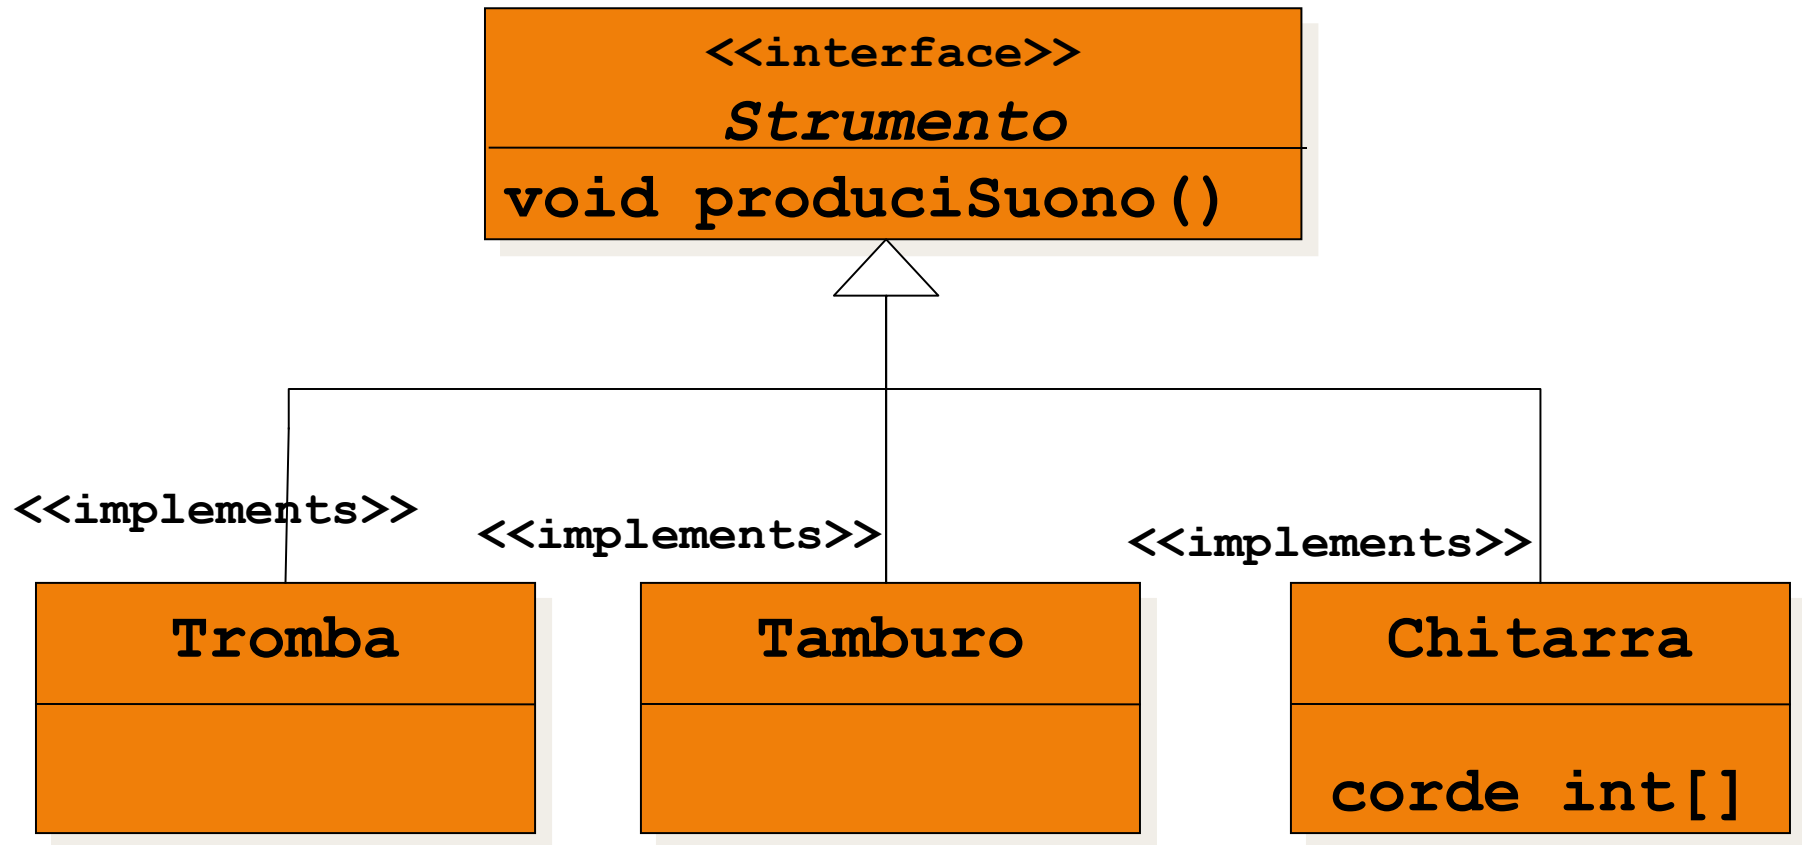 <<interface>>
Strumento
void produciSuono()
<<implements>>
<<implements>>
<<implements>>
Tromba
Tamburo
Chitarra
corde int[]